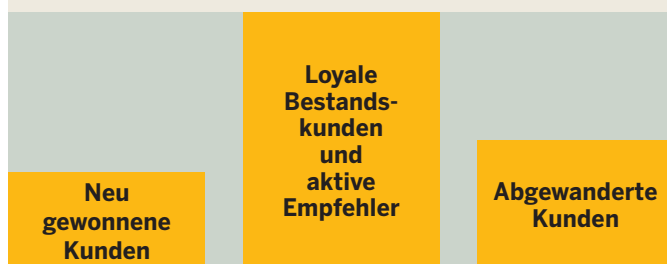 Neu
gewonnene
Kunden
Loyale
Bestands-
kunden
und
aktive
Empfehler
Abgewanderte
Kunden